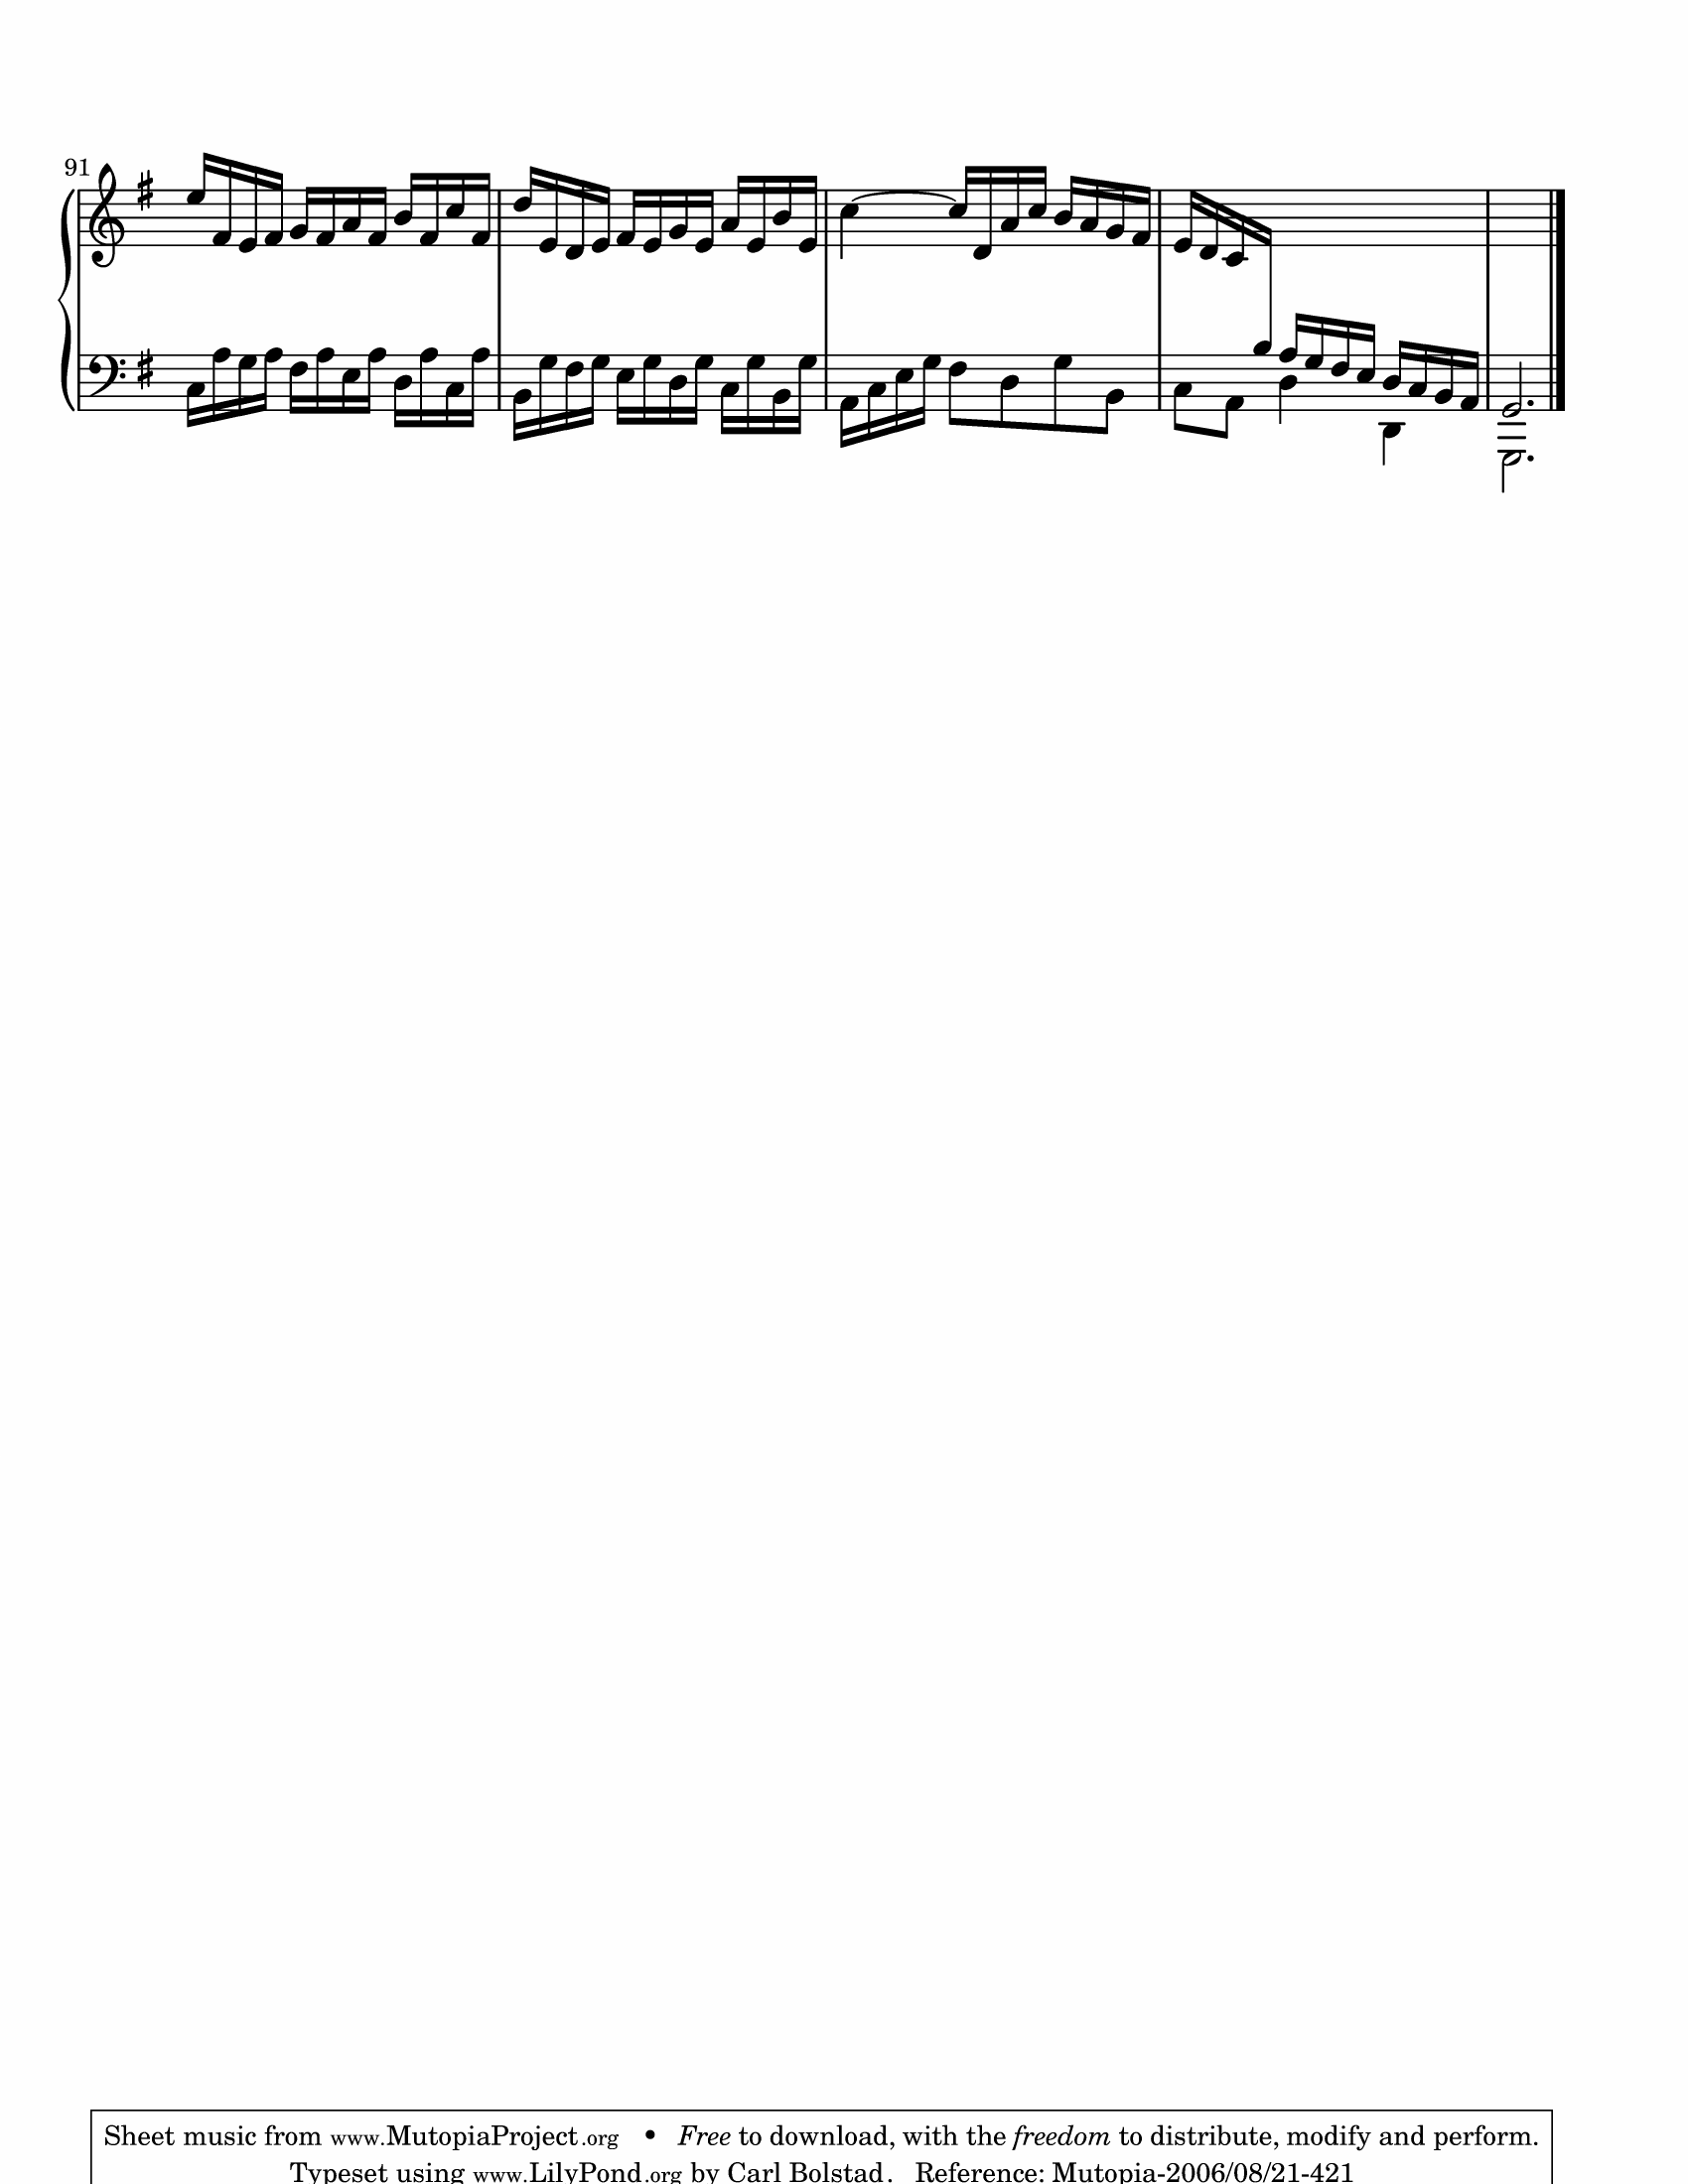 91
Sheet music from www.MutopiaProject.org • Free to download, with the freedom to distribute, modify and perform.
Typeset using www.LilyPond.org by Carl Bolstad. Reference: Mutopia-2006/08/21-421